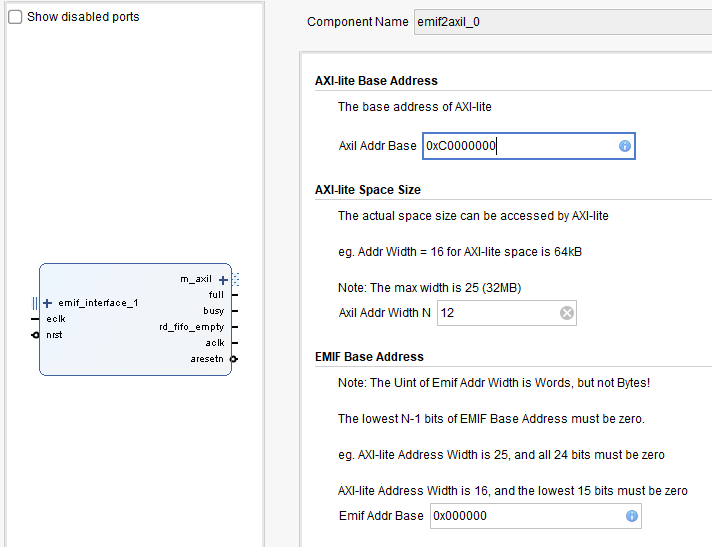 Show disabled ports
Component Name emif2axil_0
AXI-lite Base Address
The base address of AXI-lite
Axil Addr Base 0xC0000000
AXI-lite Space Size
The actual space size can be accessed by AXI-lite
eg. Addr Width = 16 for AXI-lite space is 64kB
Note: The max width is 25 (32MB)
Axil Addr Width N 12
EMIF Base Address
Note: The Uint of Emif Addr Width is Words, but not Bytes!
The lowest N-1 bits of EMIF Base Address must be zero.
eg. AXI-lite Address Width is 25, and all 24 bits must be zero
AXI-lite Address Width is 16, and the lowest 15 bits must be zero
Emif Addr Base 0x000000
emif_interface_1
eclk
nrst
m_axil
full
busy
rd_fifo_empty
aclk
aresetn